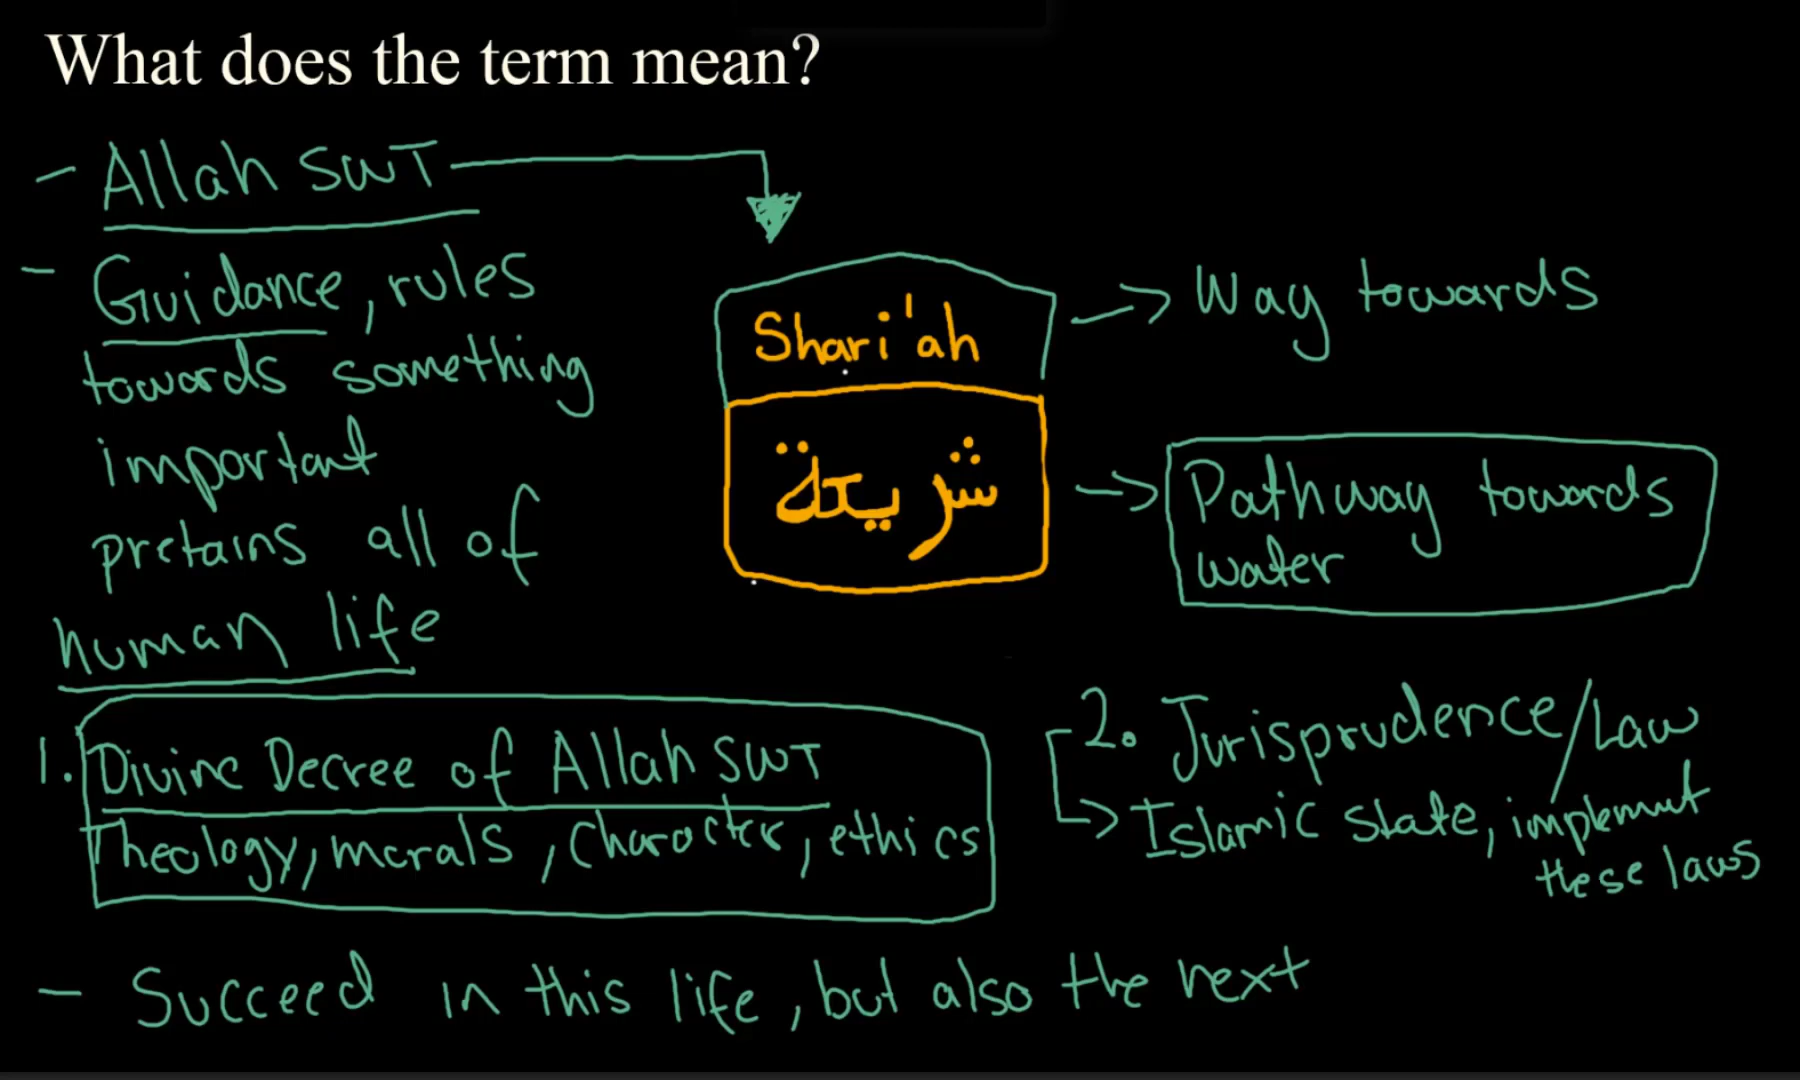 What does the term mean?
- Allah SWT
- Guidance, rules
towards something
important
pretains all of
human life
Shari'ah
شريعة
Way towards
Pathway towards
water
1. Divine Decree of Allah SWT
Theology, morals, Character, ethics
2. Jurisprudence/Law
Islamic State, implement
these laws
- Succeed in this life, but also the next